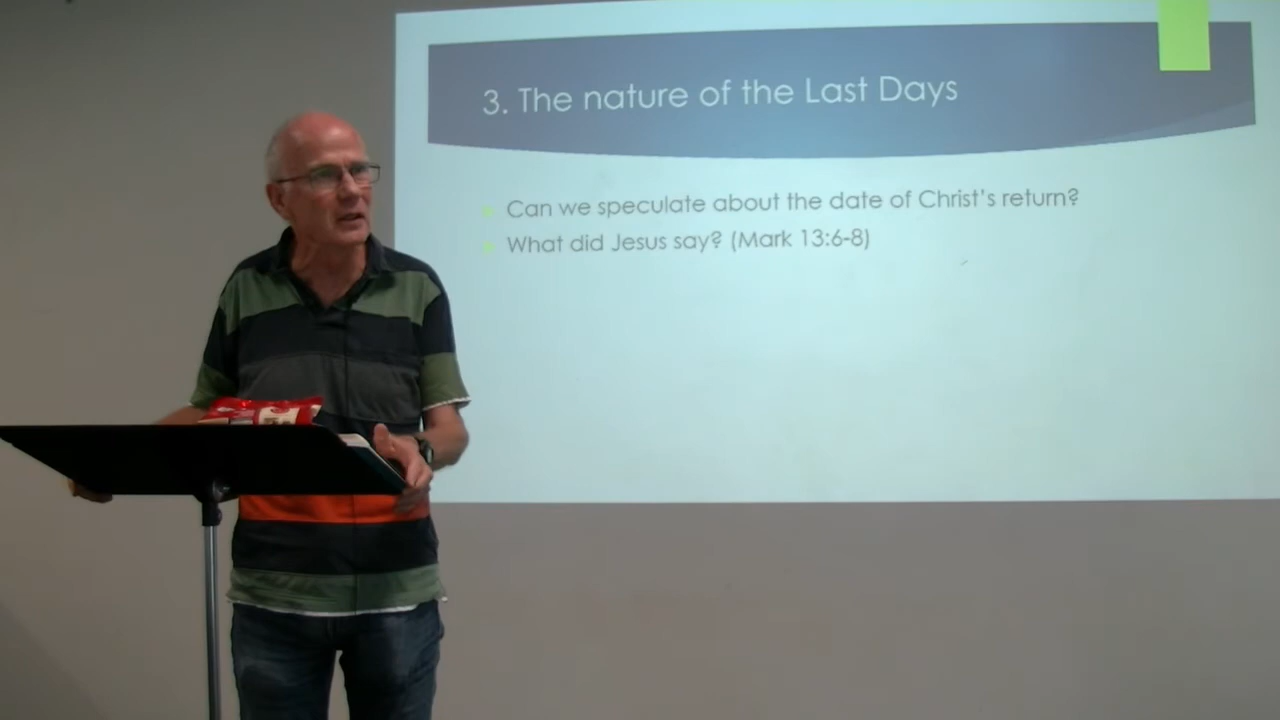 3. The nature of the Last Days
Can we speculate about the date of Christ's return?
What did Jesus say? (Mark 13:6-8)